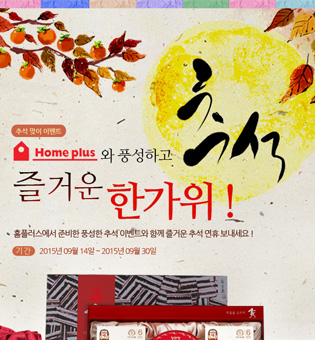 추석
추석 맞이 이벤트
Home plus 와 풍성하고
즐거운 한가위 !
홈플러스에서 준비한 풍성한 추석 이벤트와 함께 즐거운 추석 연휴 보내세요 !
기간 2015년 09월 14일 ~ 2015년 09월 30일